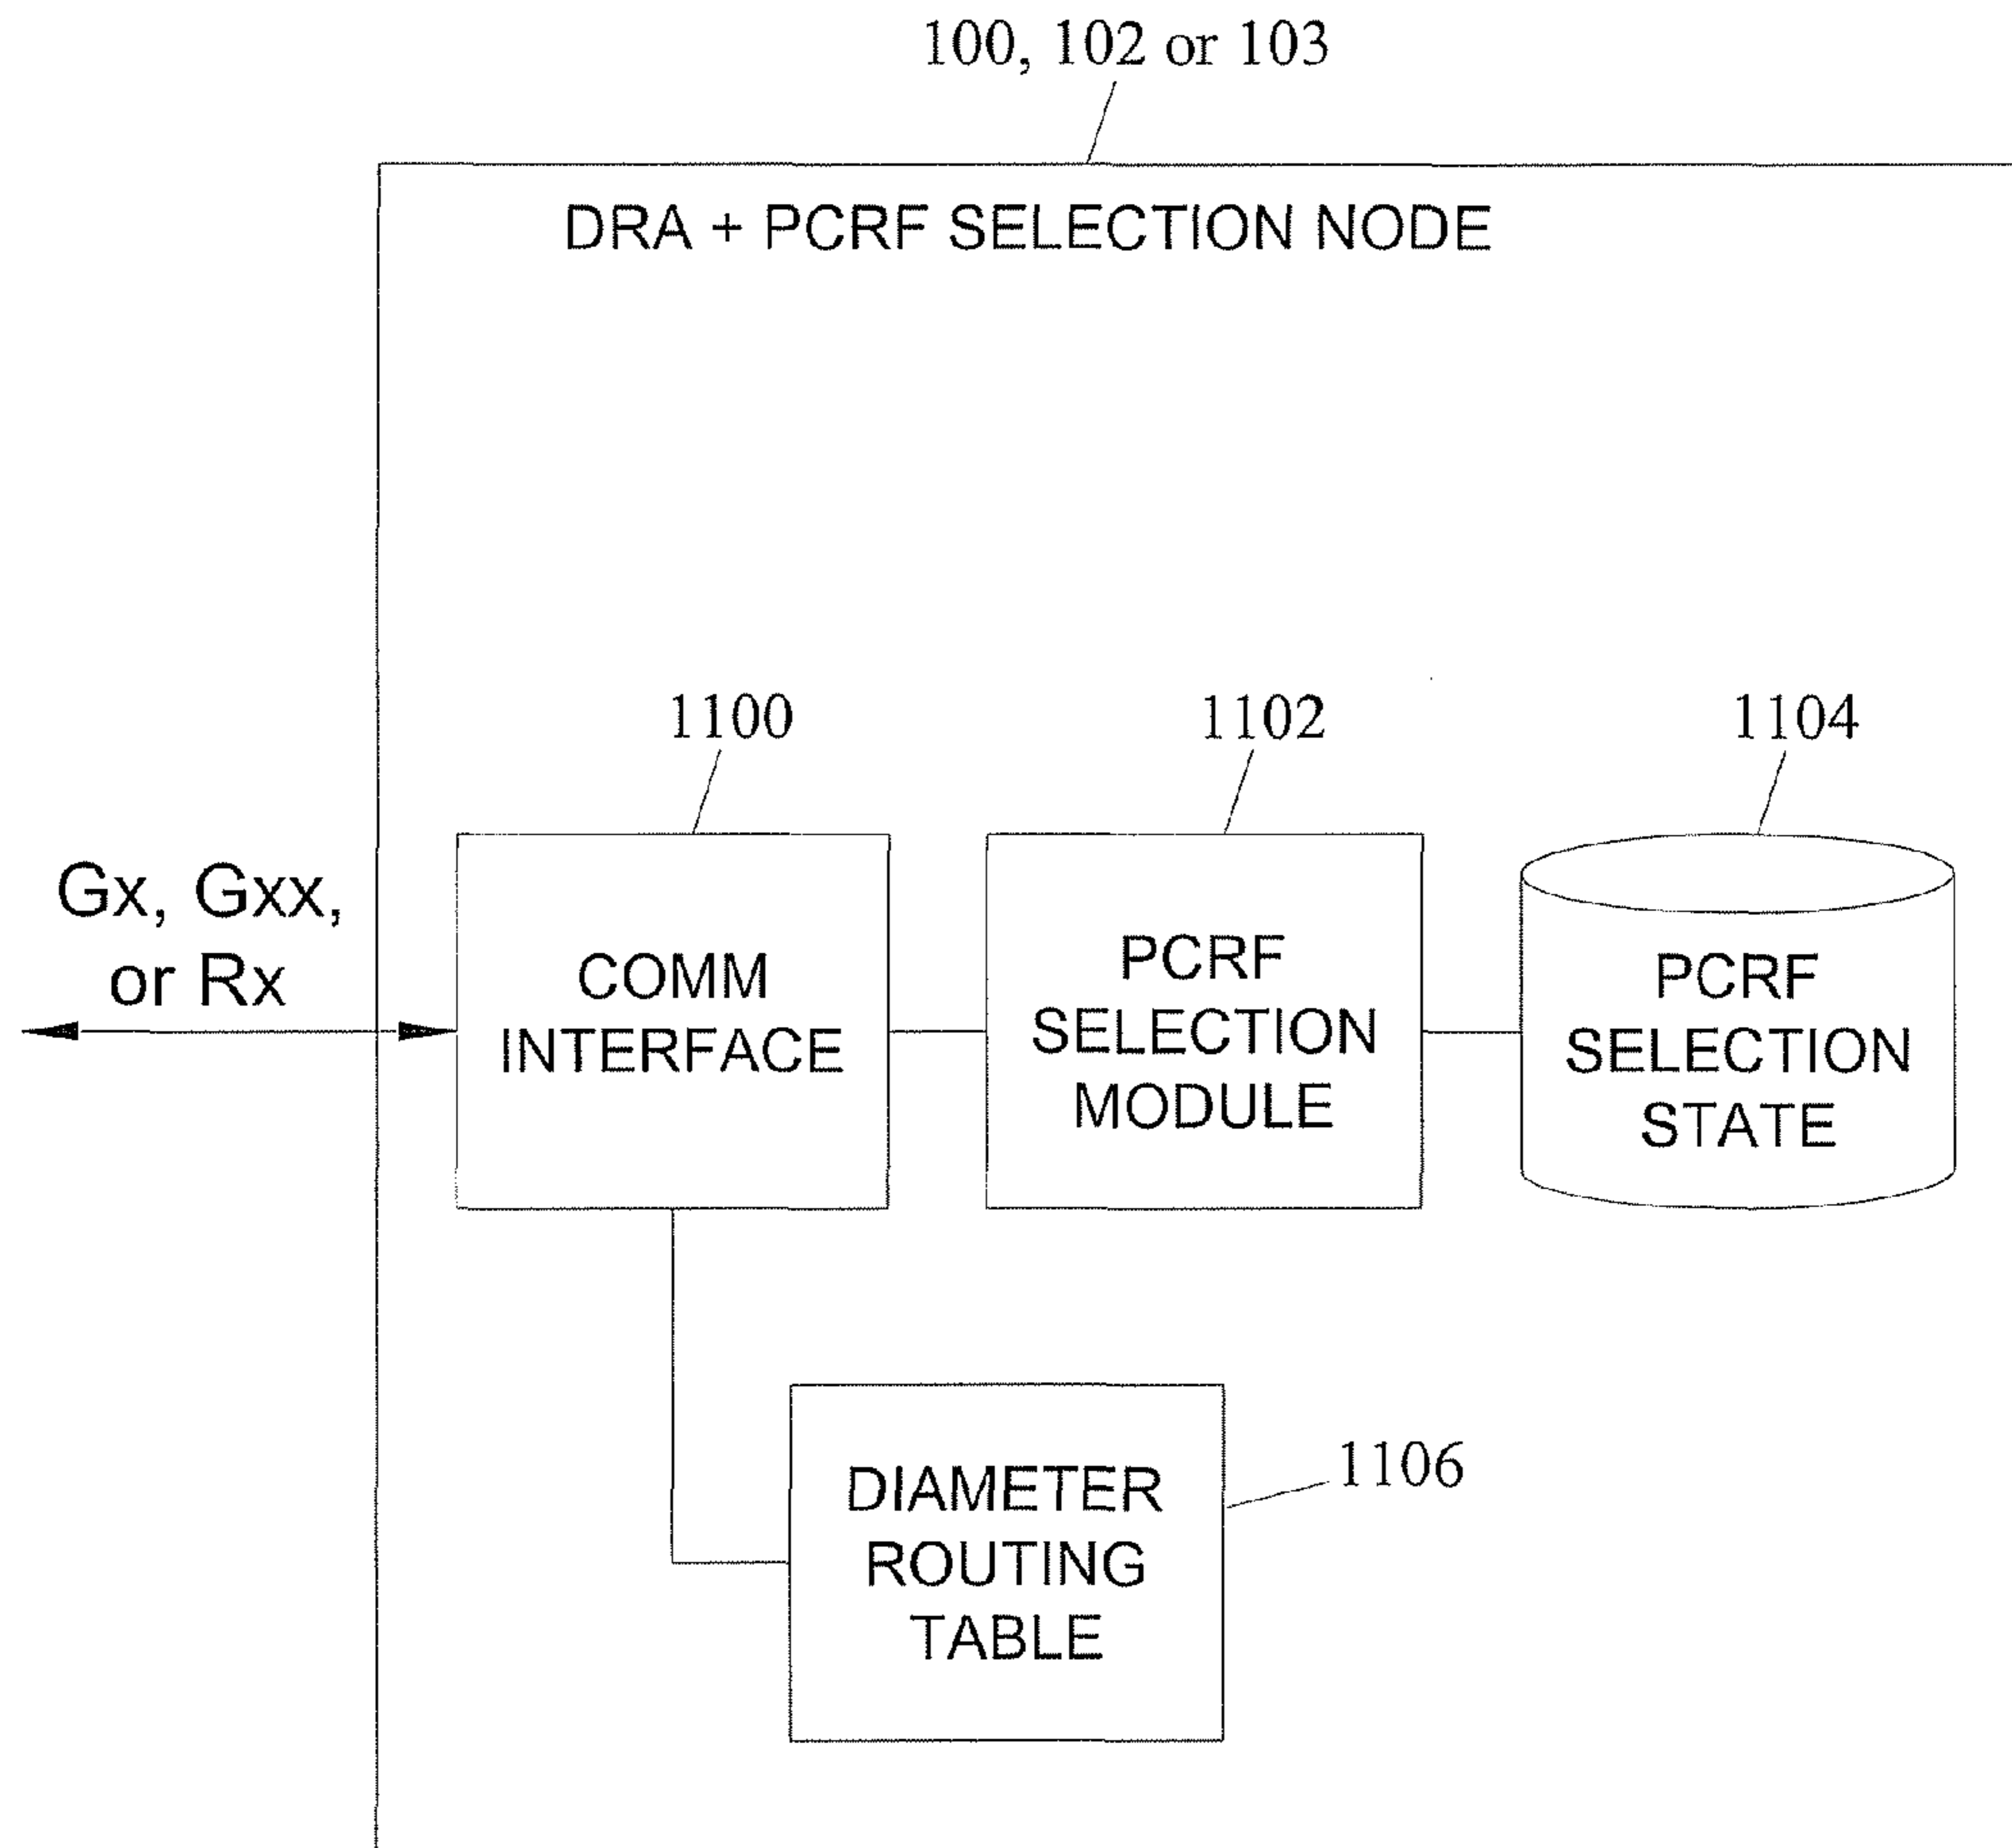 100, 102 or 103
DRA + PCRF SELECTION NODE
1100
1102
1104
Gx, Gxx,
or Rx
COMM
INTERFACE
PCRF
SELECTION
MODULE
PCRF
SELECTION
STATE
DIAMETER
ROUTING
TABLE
1106